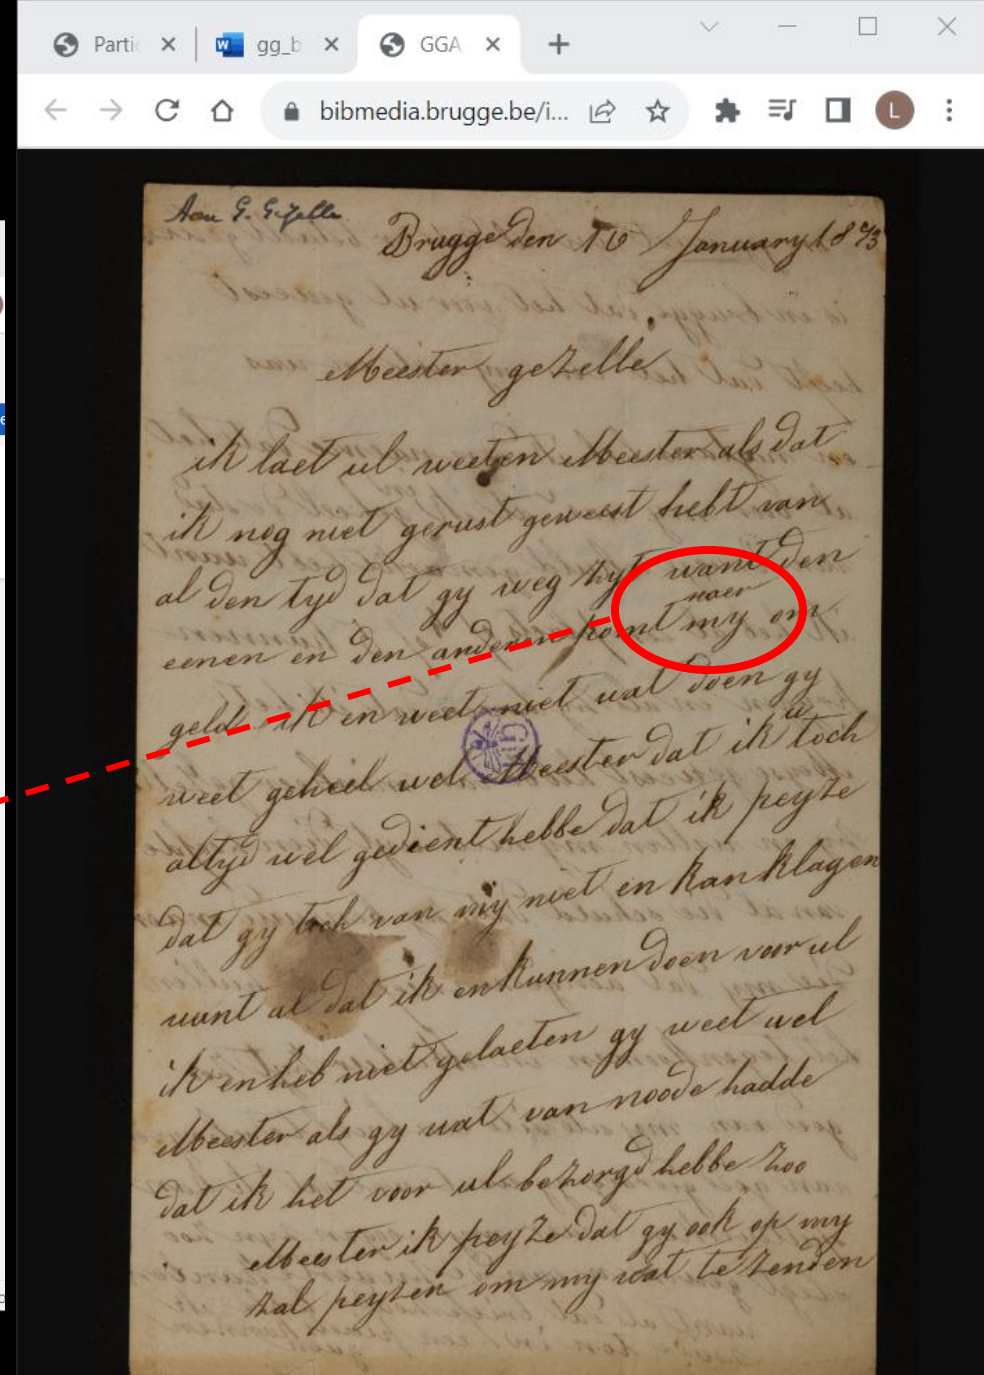 Parti
gg_b
GGA
bibmedia.brugge.be/i...
L
Aan G. Gezelle
Brugge den 16 January 1873
Meester gezelle
ik laet ul weeten Meester als dat
ik nog niet gerust geweest hebt van
al den tyd dat gy weg zyt want den
eenen en den anderen komt naer my om
geld ik en weet niet wat doen gy
weet geheel wel Meester dat ik u toch
altyd wel gedient hebbe dat ik peyze
dat gy toch van my niet en kan klagen
want al dat ik en kunnen doen voor ul
ik en heb niet gelaeten gy weet wel
Meester als gy wat van noode hadde
dat ik het voor ul bezorgd hebbe zoo
Meester ik peyze dat gy ook op my
zal peyzen om my wat te zenden